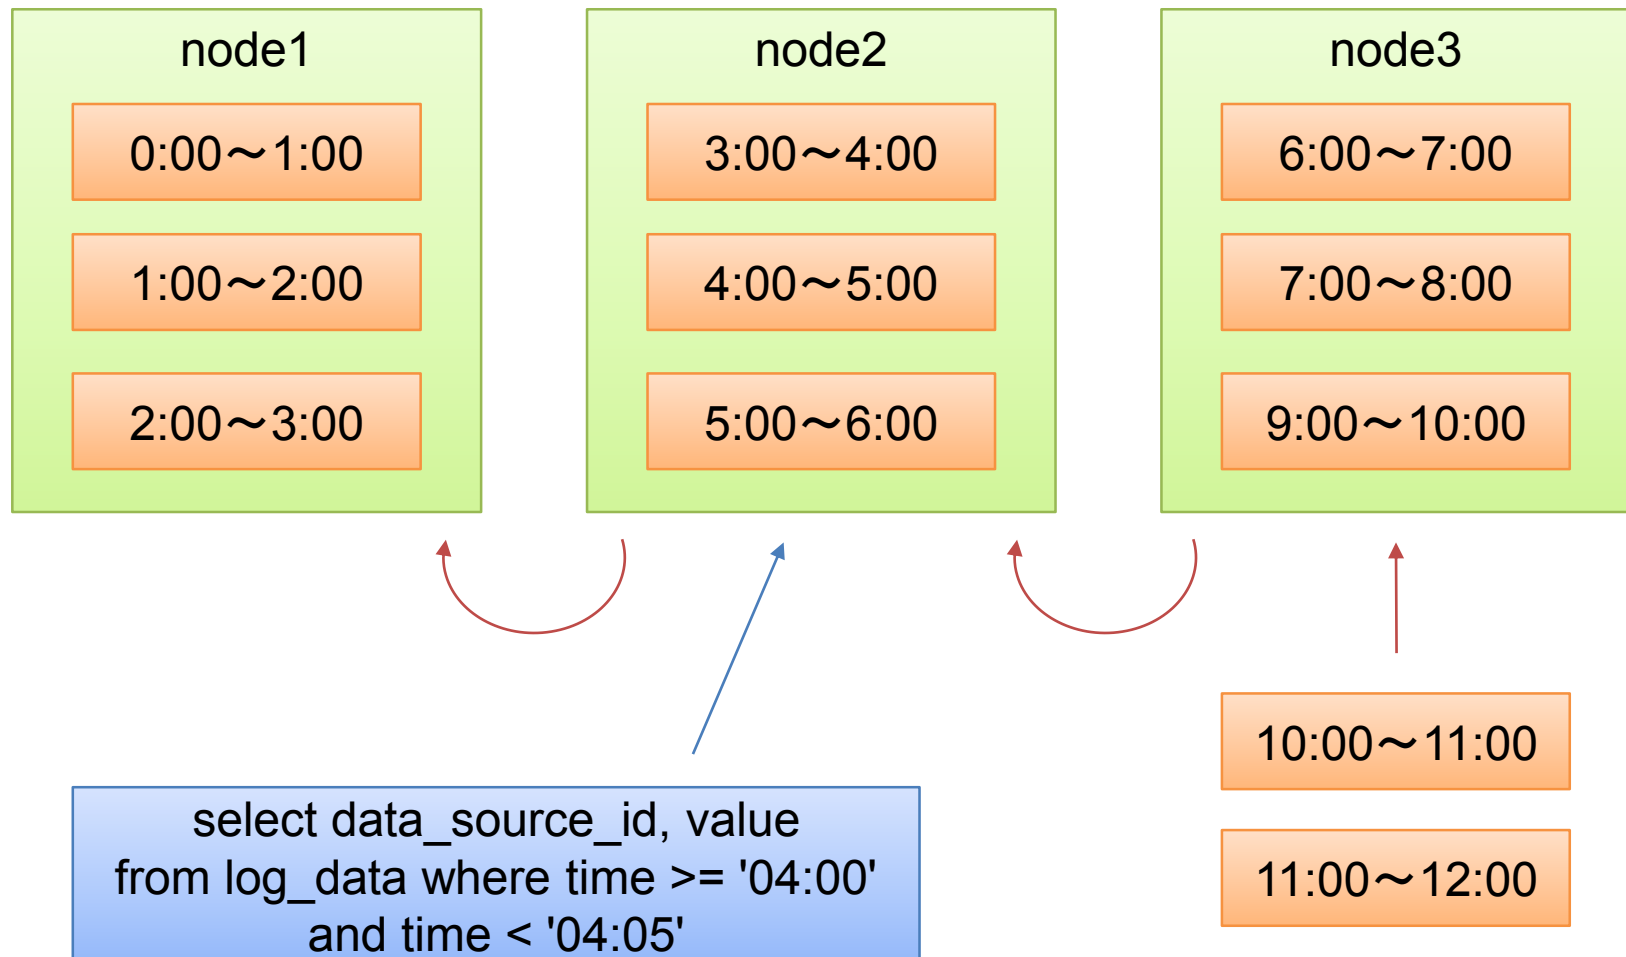 node1
0:00～1:00
1:00～2:00
2:00～3:00
node2
3:00～4:00
4:00～5:00
5:00～6:00
node3
6:00～7:00
7:00～8:00
9:00～10:00
select data_source_id, value
from log_data where time >= '04:00'
and time < '04:05'
10:00～11:00
11:00～12:00